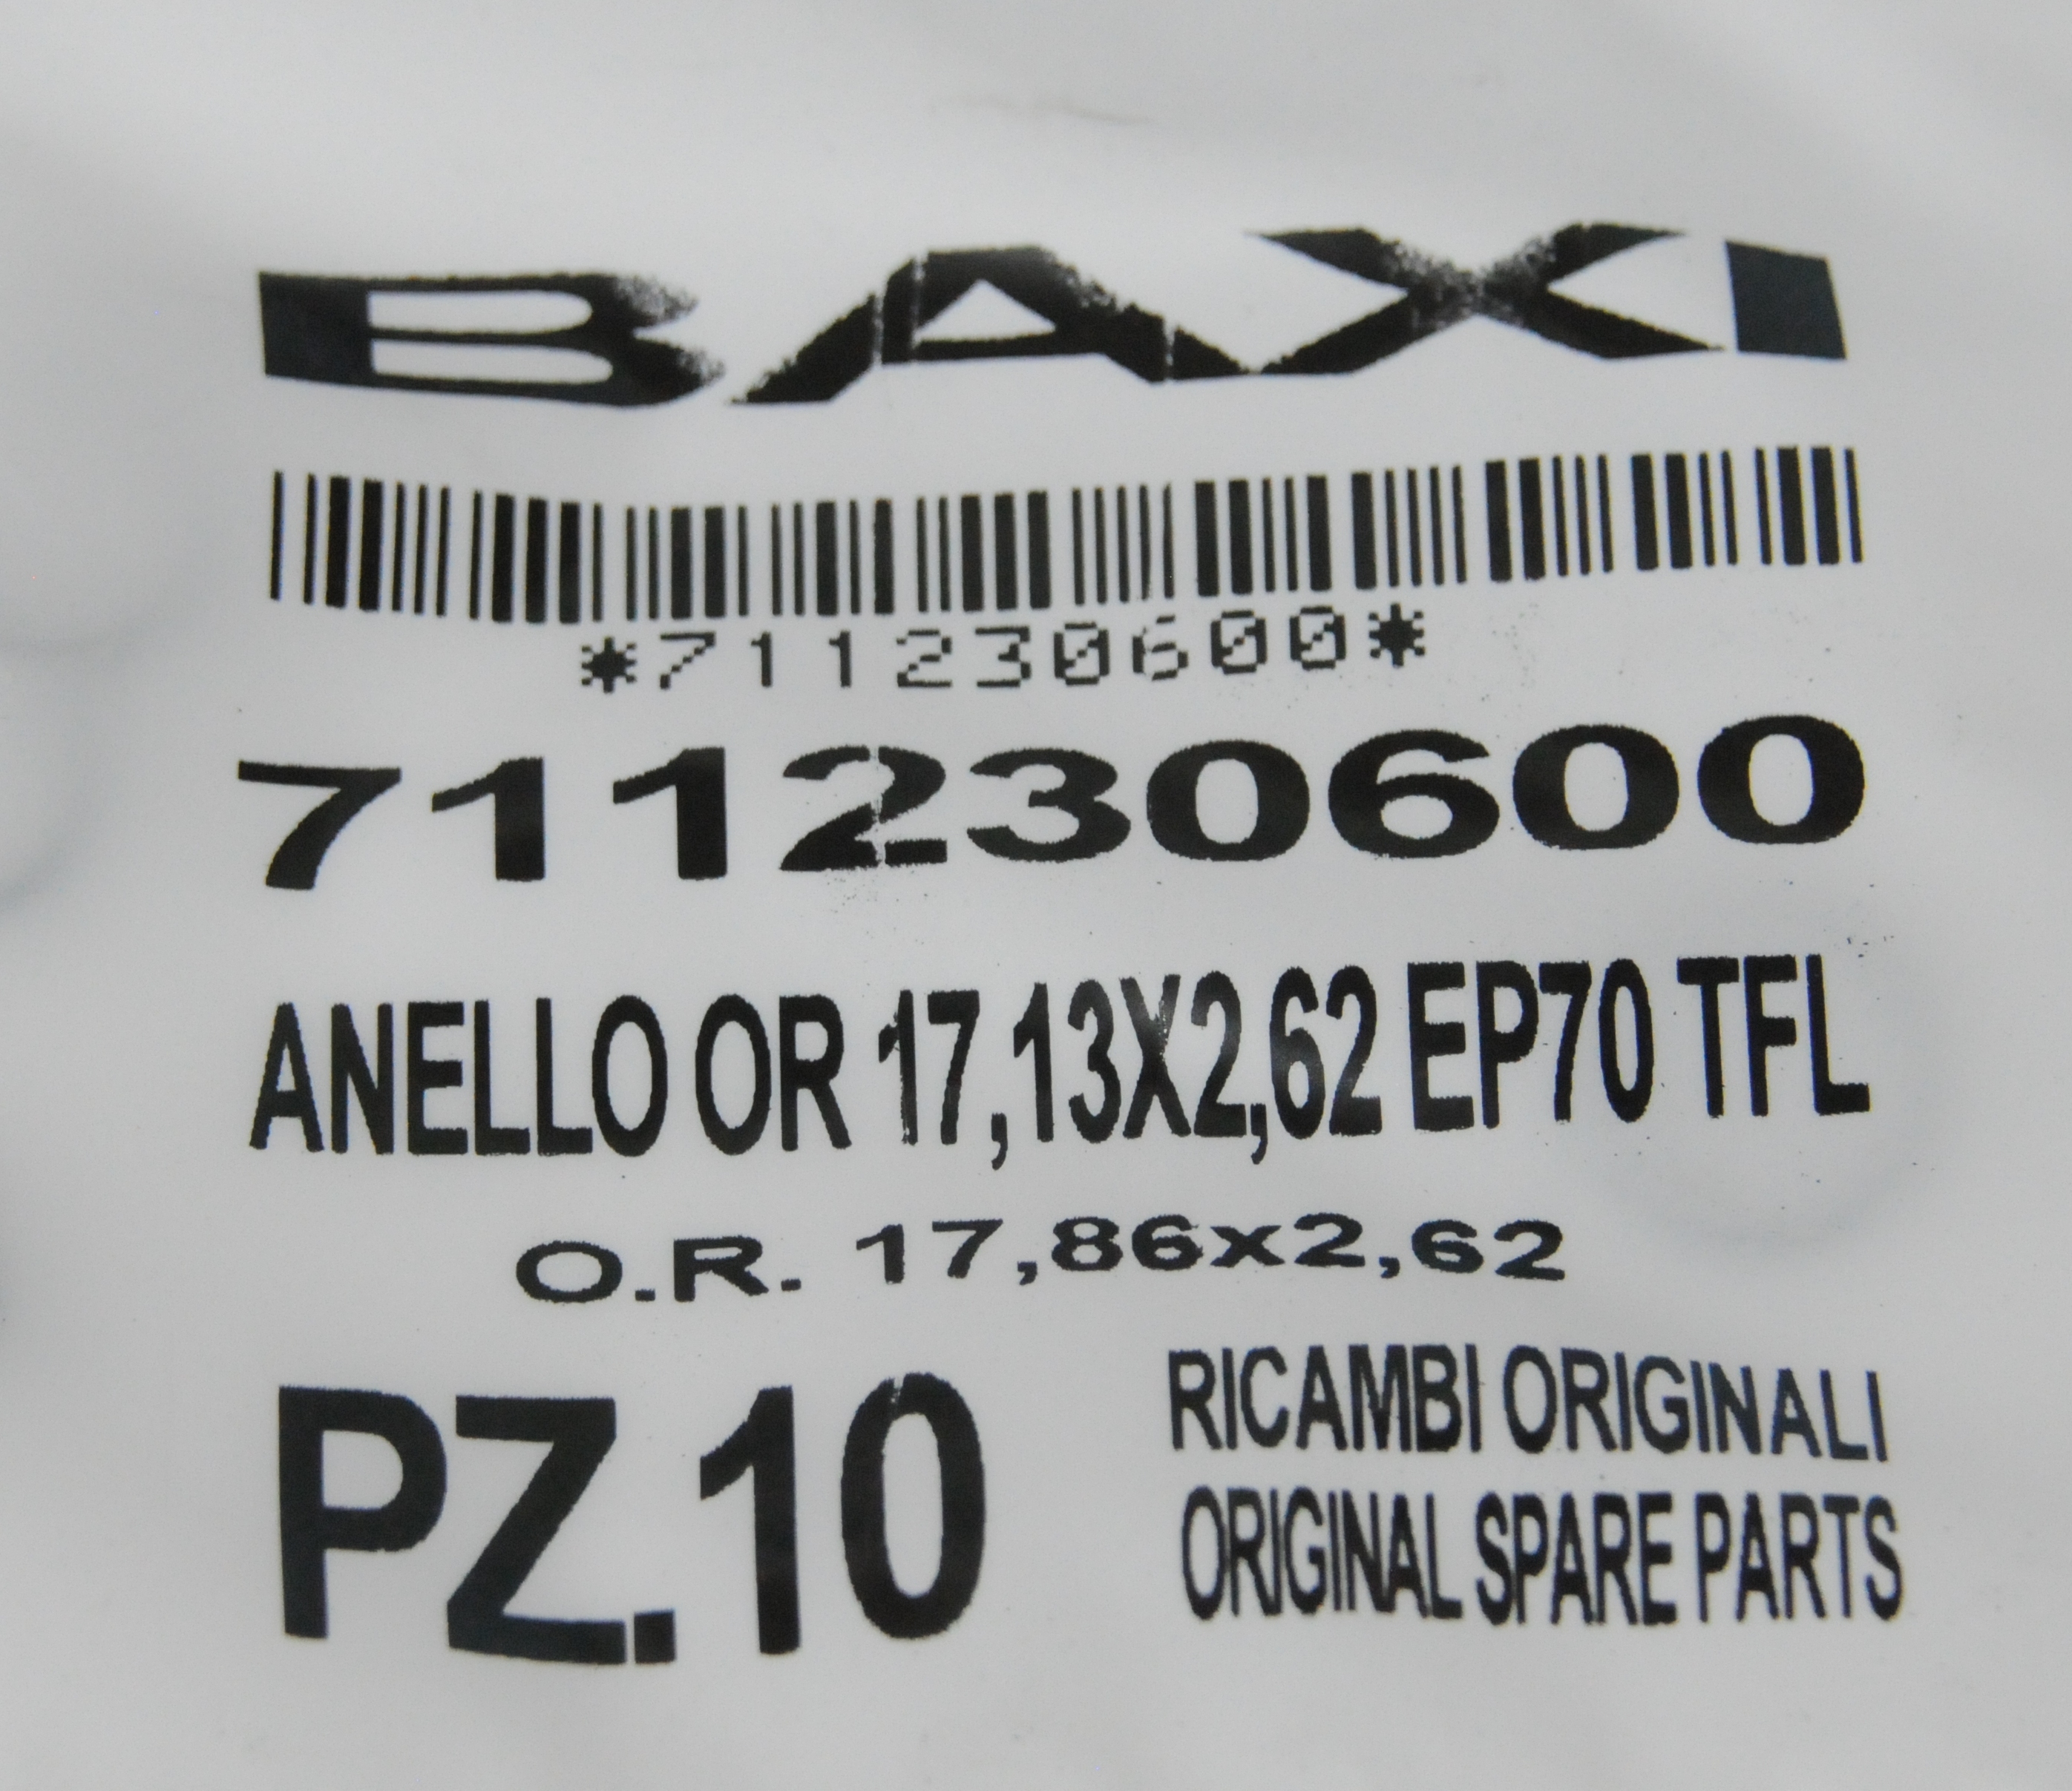 BAXI
*711230600*
711230600
ANELLO OR 17,13X2,62 EP70 TFL
O.R. 17,86x2,62
PZ.10
RICAMBI ORIGINALI
ORIGINAL SPARE PARTS